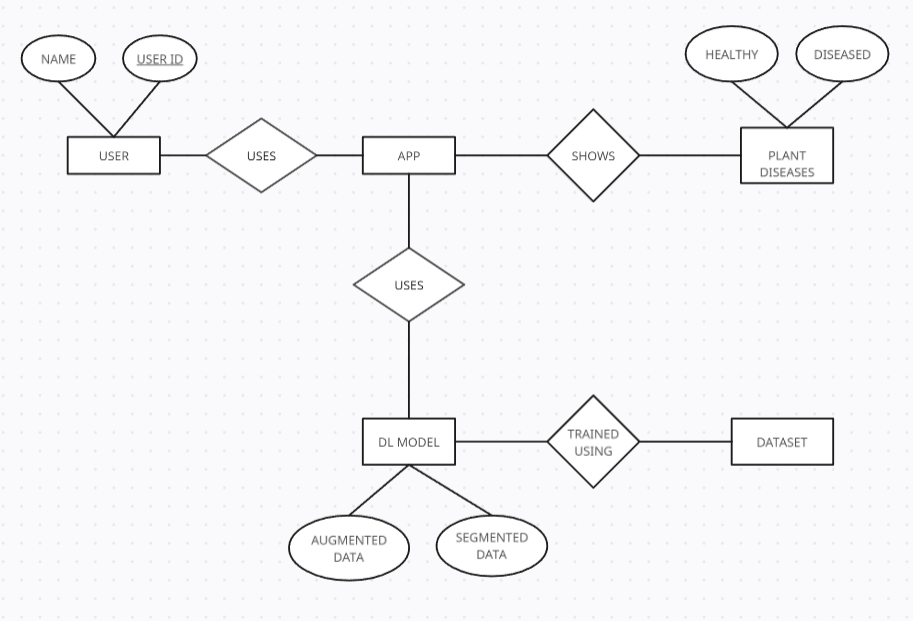 NAME
USER ID
HEALTHY
DISEASED
USER
USES
APP
SHOWS
PLANT
DISEASES
USES
DL MODEL
TRAINED
USING
DATASET
AUGMENTED
DATA
SEGMENTED
DATA